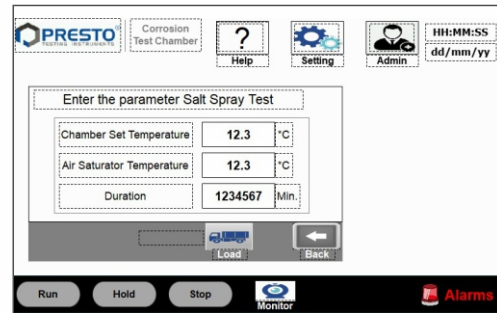 PRESTO
TESTING INSTRUMENTS
Corrosion
Test Chamber
?
Help
Setting
Admin
HH:MM:SS
dd/mm/yy
Enter the parameter Salt Spray Test
Chamber Set Temperature 12.3 °C
Air Saturator Temperature 12.3 °C
Duration 1234567 Min.
Load
Back
Run
Hold
Stop
Monitor
Alarms